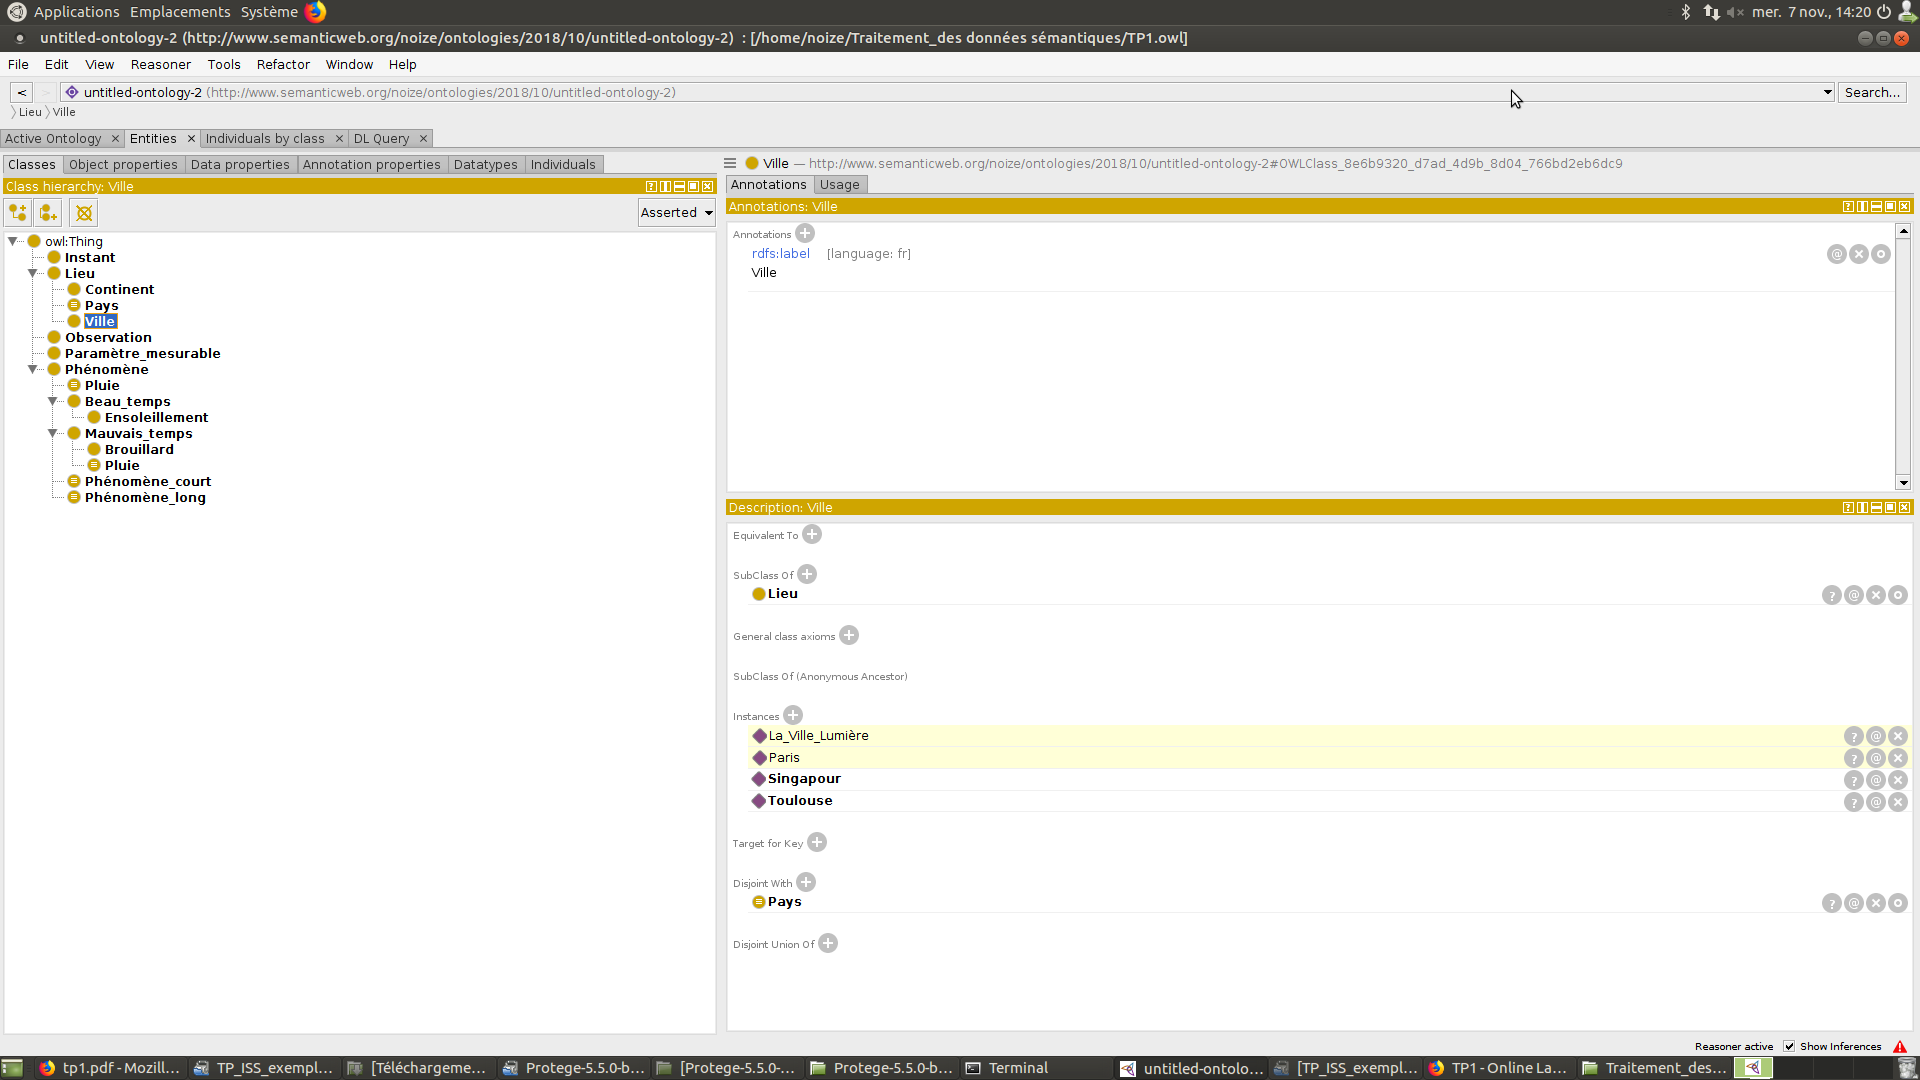 Applications Emplacements Système mer. 7 nov., 14:20
untitled-ontology-2 (http://www.semanticweb.org/noize/ontologies/2018/10/untitled-ontology-2) : [/home/noize/Traitement_des données sémantiques/TP1.owl]
File Edit View Reasoner Tools Refactor Window Help
< > untitled-ontology-2 (http://www.semanticweb.org/noize/ontologies/2018/10/untitled-ontology-2) Search...
Lieu Ville
Active Ontology × Entities × Individuals by class × DL Query ×
Classes Object properties Data properties Annotation properties Datatypes Individuals
Class hierarchy: Ville
Asserted
owl:Thing
Instant
Lieu
Continent
Pays
Ville
Observation
Paramètre_mesurable
Phénomène
Pluie
Beau_temps
Ensoleillement
Mauvais_temps
Brouillard
Pluie
Phénomène_court
Phénomène_long
Ville — http://www.semanticweb.org/noize/ontologies/2018/10/untitled-ontology-2#OWLClass_8e6b9320_d7ad_4d9b_8d04_766bd2eb6dc9
Annotations Usage
Annotations: Ville
Annotations
rdfs:label [language: fr]
Ville
Description: Ville
Equivalent To
SubClass Of
Lieu
General class axioms
SubClass Of (Anonymous Ancestor)
Instances
La_Ville_Lumière
Paris
Singapour
Toulouse
Target for Key
Disjoint With
Pays
Disjoint Union Of
Reasoner active Show Inferences
tp1.pdf - Mozill... TP_ISS_exempl... [Téléchargeme... Protege-5.5.0-b... [Protege-5.5.0-... Protege-5.5.0-b... Terminal untitled-ontolo... [TP_ISS_exempl... TP1 - Online La... Traitement_des...